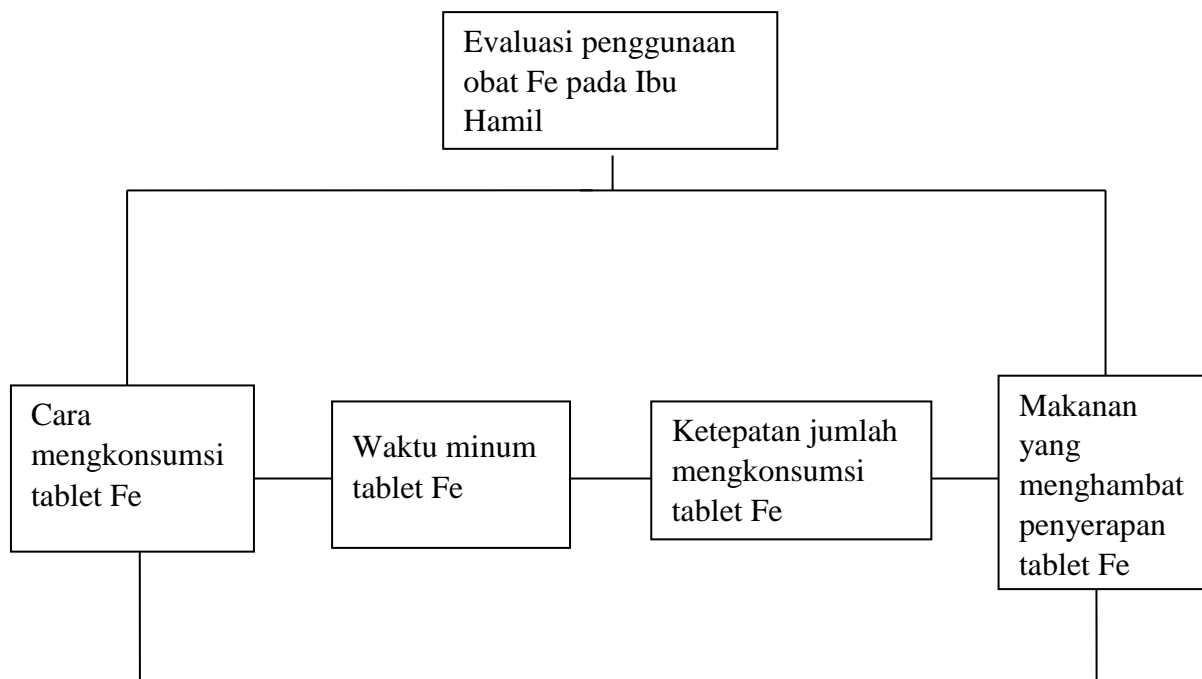 Evaluasi penggunaan
obat Fe pada Ibu
Hamil
Cara
mengkonsumsi
tablet Fe
Waktu minum
tablet Fe
Ketepatan jumlah
mengkonsumsi
tablet Fe
Makanan
yang
menghambat
penyerapan
tablet Fe